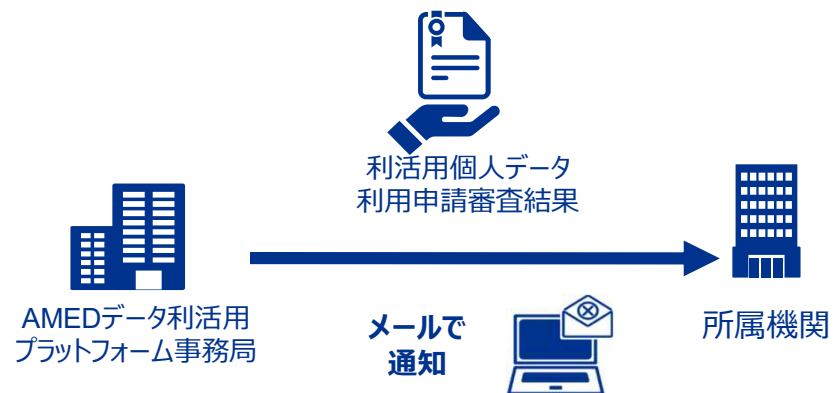 利活用個人データ
利用申請審査結果
AMEDデータ利活用
プラットフォーム事務局
メールで
通知
所属機関